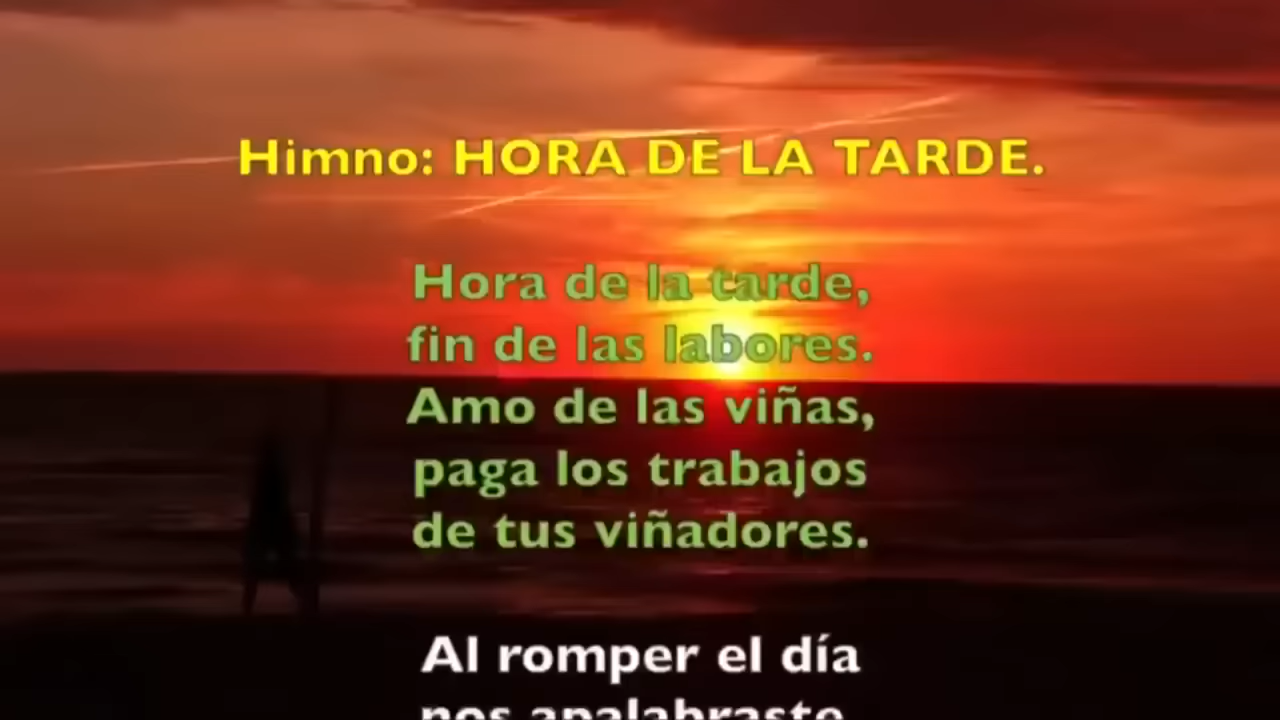 Himno: HORA DE LA TARDE.
Hora de la tarde,
fin de las labores.
Amo de las viñas,
paga los trabajos
de tus viñadores.
Al romper el día
nos apalabraste.